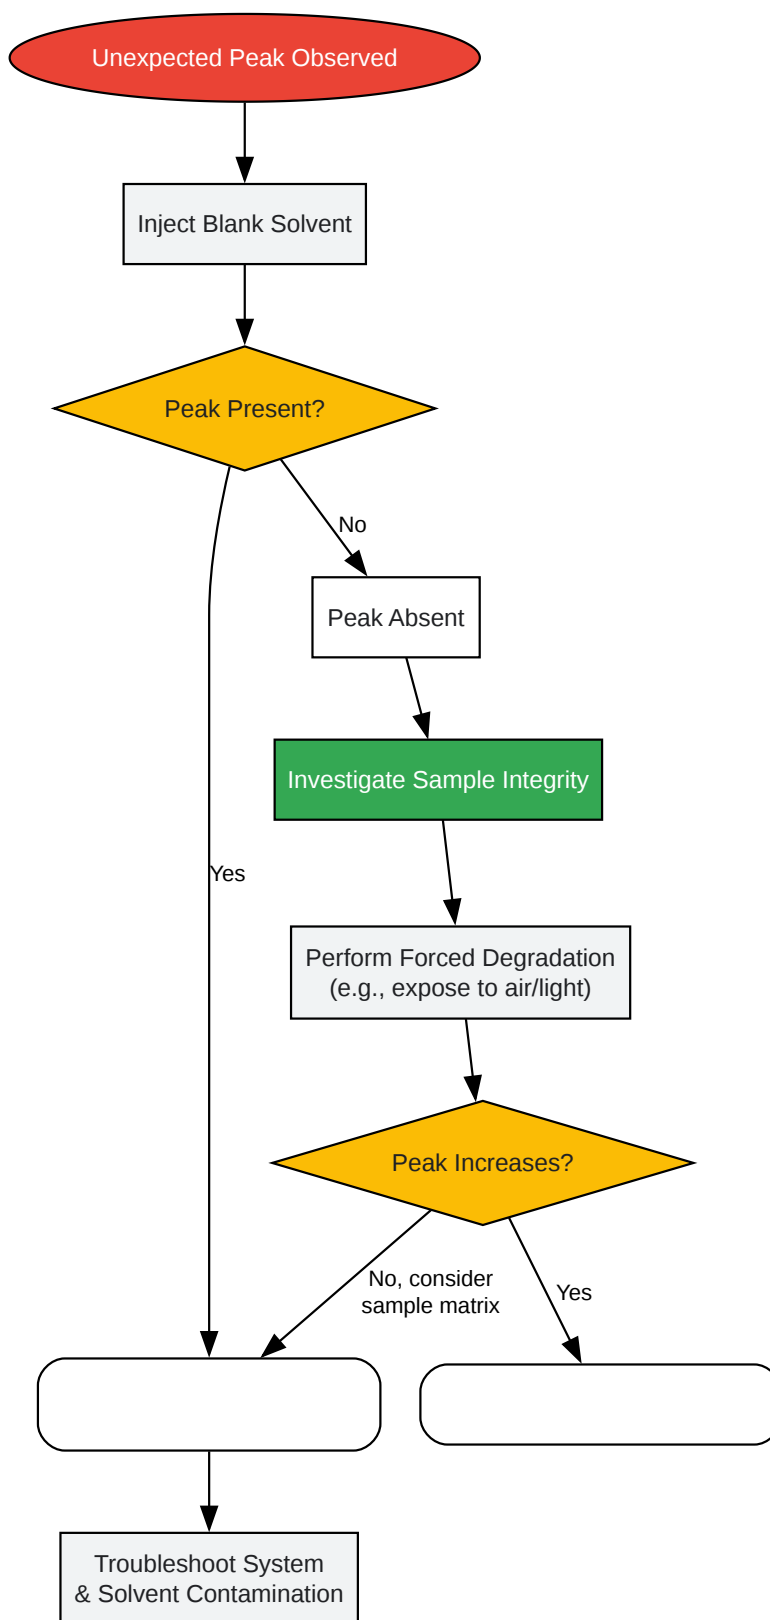 Unexpected Peak Observed
Inject Blank Solvent
Peak Present?
No
Peak Absent
Investigate Sample Integrity
Yes
Perform Forced Degradation
(e.g., expose to air/light)
Peak Increases?
No, consider
sample matrix
Yes
Troubleshoot System
& Solvent Contamination